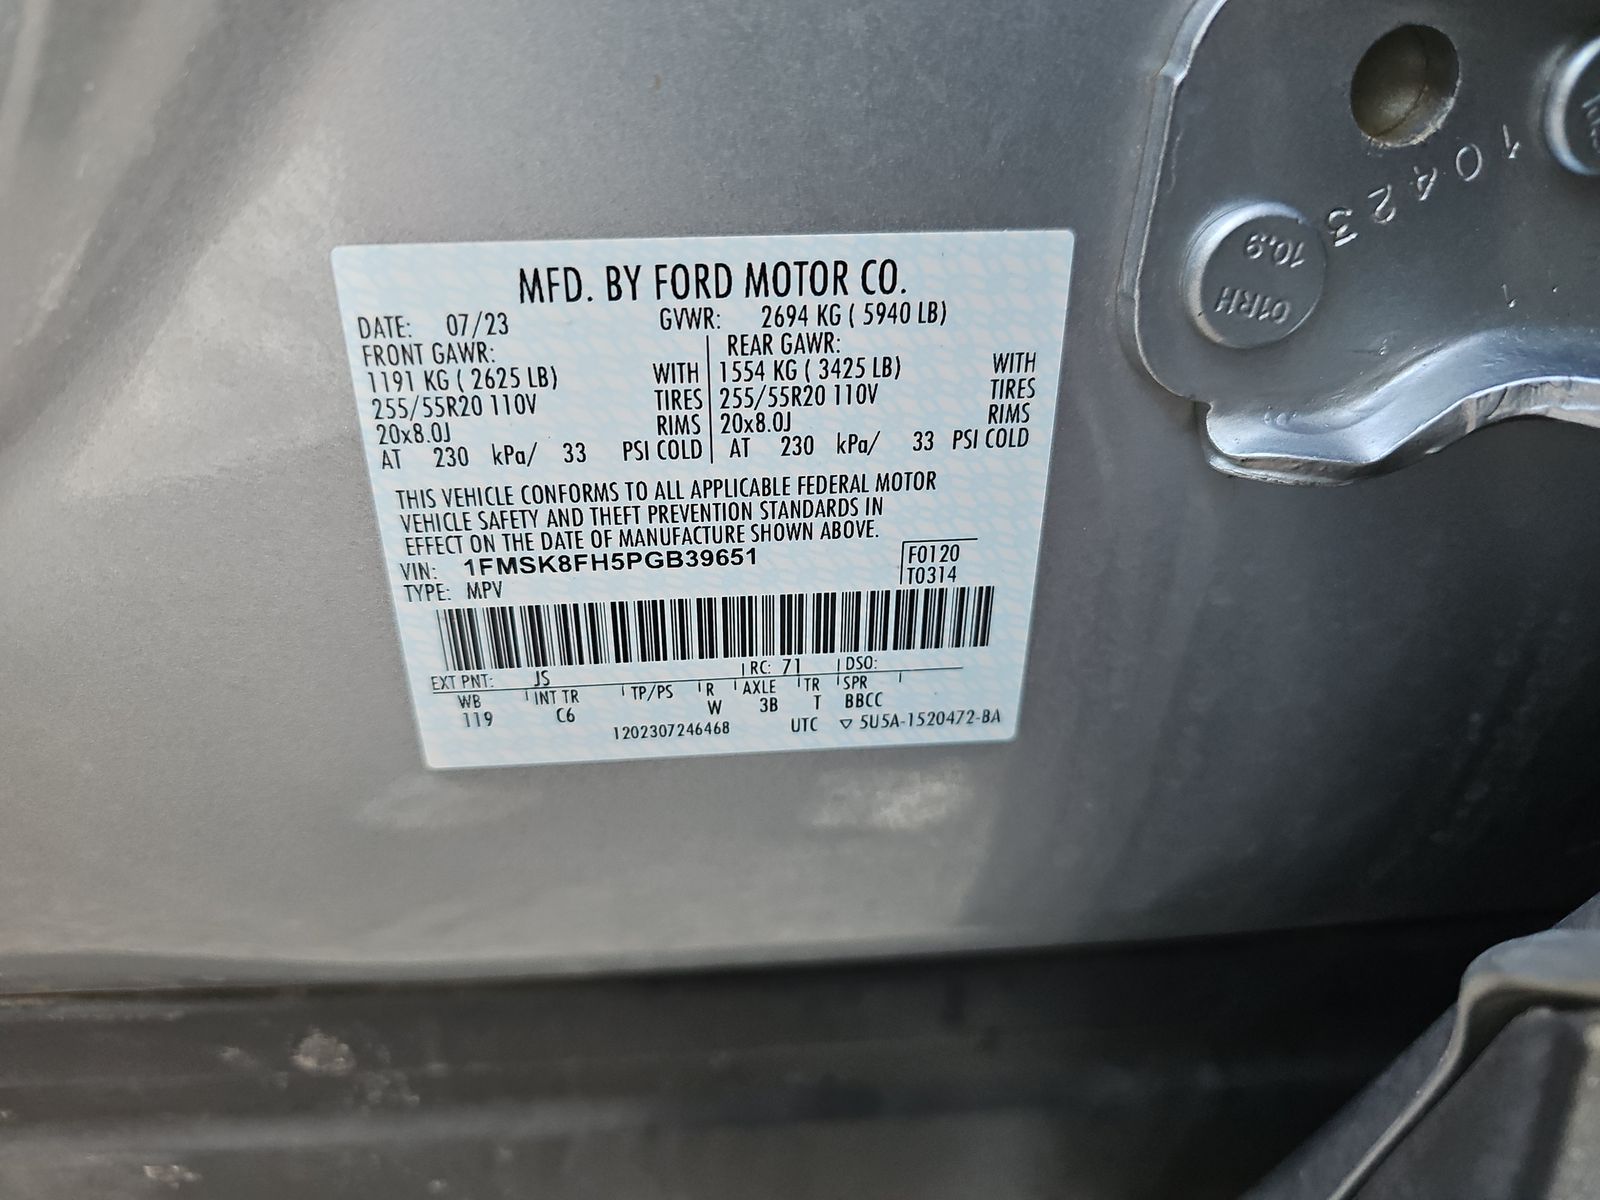 MFD. BY FORD MOTOR CO.
DATE: 07/23 GVWR: 2694 KG ( 5940 LB)
FRONT GAWR: REAR GAWR:
1191 KG ( 2625 LB) WITH 1554 KG ( 3425 LB) WITH
255/55R20 110V TIRES 255/55R20 110V TIRES
20x8.0J RIMS 20x8.0J RIMS
AT 230 kPa/ 33 PSI COLD AT 230 kPa/ 33 PSI COLD
THIS VEHICLE CONFORMS TO ALL APPLICABLE FEDERAL MOTOR
VEHICLE SAFETY AND THEFT PREVENTION STANDARDS IN
EFFECT ON THE DATE OF MANUFACTURE SHOWN ABOVE.
VIN: 1FMSK8FH5PGB39651 F0120
TYPE: MPV T0314
EXT PNT: JS RC: 71 DSO:
WB INT TR TP/PS R AXLE TR SPR
119 C6 W 3B T BBCC
1202307246468 UTC ▽ 5U5A-1520472-BA
10423
10.9
01RH
1